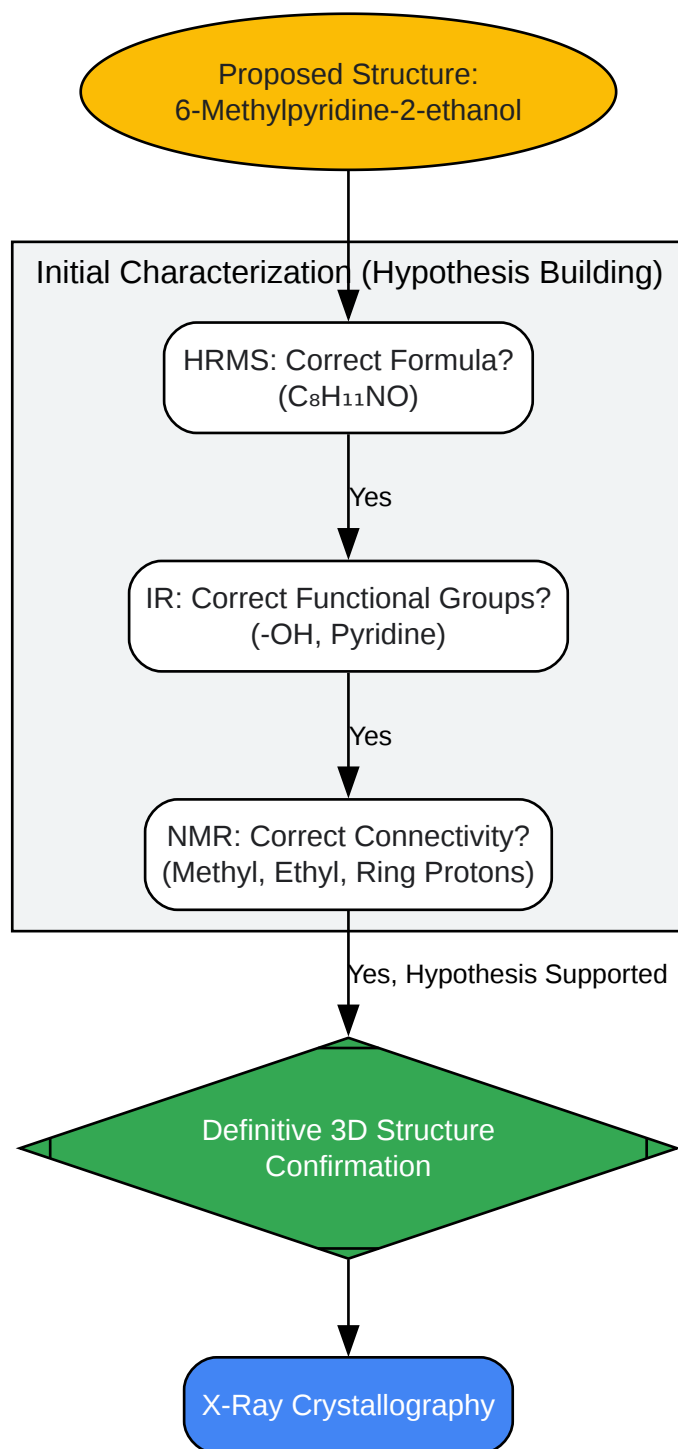 Proposed Structure:
6-Methylpyridine-2-ethanol
Initial Characterization (Hypothesis Building)
HRMS: Correct Formula?
(C₈H₁₁NO)
Yes
IR: Correct Functional Groups?
(-OH, Pyridine)
Yes
NMR: Correct Connectivity?
(Methyl, Ethyl, Ring Protons)
Yes, Hypothesis Supported
Definitive 3D Structure
Confirmation
X-Ray Crystallography